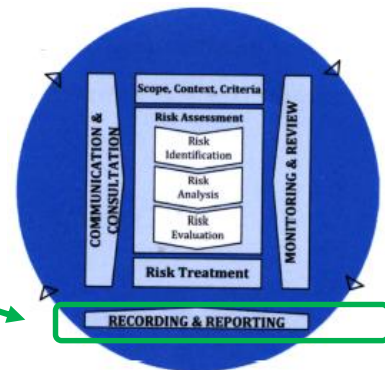 Scope, Context, Criteria
Risk Assessment
Risk
Identification
Risk
Analysis
Risk
Evaluation
Risk Treatment
COMMUNICATION &
CONSULTATION
MONITORING & REVIEW
RECORDING & REPORTING